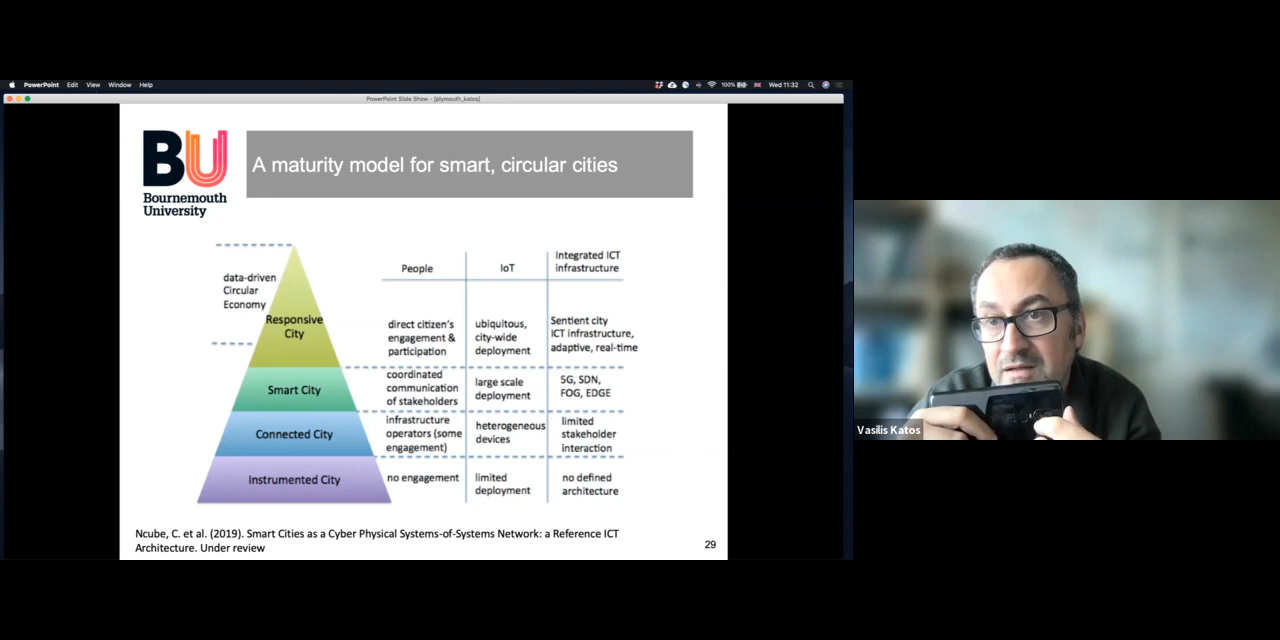 PowerPoint Edit View Window Help
100% Wed 11:32
PowerPoint Slide Show - [plymouth_katos]
BU
Bournemouth
University
A maturity model for smart, circular cities
People
IoT
Integrated ICT
infrastructure
data-driven
Circular
Economy
Responsive
City
direct citizen's
engagement &
participation
ubiquitous,
city-wide
deployment
Sentient city
ICT infrastructure,
adaptive, real-time
Smart City
coordinated
communication
of stakeholders
large scale
deployment
5G, SDN,
FOG, EDGE
Connected City
infrastructure
operators (some
engagement)
heterogeneous
devices
limited
stakeholder
interaction
Instrumented City
no engagement
limited
deployment
no defined
architecture
Ncube, C. et al. (2019). Smart Cities as a Cyber Physical Systems-of-Systems Network: a Reference ICT
Architecture. Under review
29
Vasilis Katos